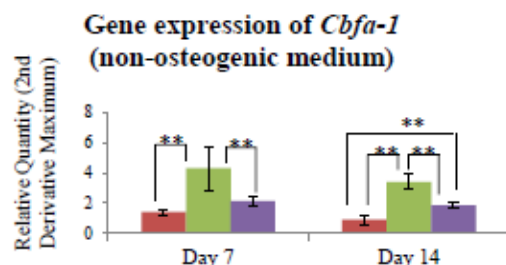 Gene expression of Cbfa-1
(non-osteogenic medium)
Relative Quantity (2nd
Derivative Maximum)
8
6
4
2
0
** **
**
** **
Day 7 Day 14